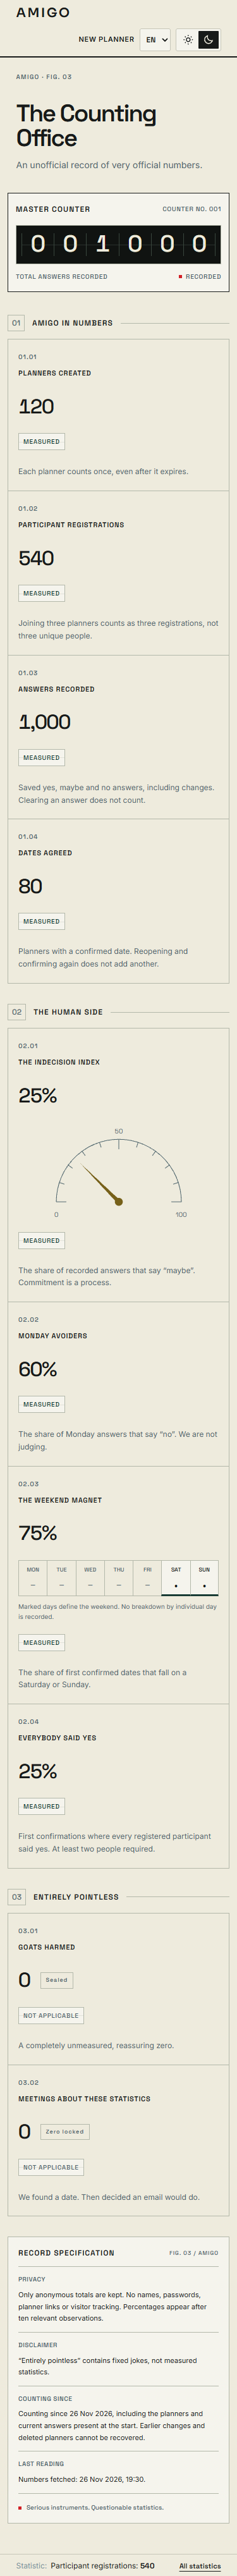 AMIGO
NEW PLANNER EN
AMIGO · FIG. 03
The Counting
Office
An unofficial record of very official numbers.
MASTER COUNTER COUNTER NO. 001
0 0 1 0 0 0
TOTAL ANSWERS RECORDED RECORDED
01 AMIGO IN NUMBERS
01.01
PLANNERS CREATED
120
MEASURED
Each planner counts once, even after it expires.
01.02
PARTICIPANT REGISTRATIONS
540
MEASURED
Joining three planners counts as three registrations, not
three unique people.
01.03
ANSWERS RECORDED
1,000
MEASURED
Saved yes, maybe and no answers, including changes.
Clearing an answer does not count.
01.04
DATES AGREED
80
MEASURED
Planners with a confirmed date. Reopening and
confirming again does not add another.
02 THE HUMAN SIDE
02.01
THE INDECISION INDEX
25%
50
0 100
MEASURED
The share of recorded answers that say “maybe”.
Commitment is a process.
02.02
MONDAY AVOIDERS
60%
MEASURED
The share of Monday answers that say “no”. We are not
judging.
02.03
THE WEEKEND MAGNET
75%
MON TUE WED THU FRI SAT SUN
– – – – – • •
Marked days define the weekend. No breakdown by individual day
is recorded.
MEASURED
The share of first confirmed dates that fall on a
Saturday or Sunday.
02.04
EVERYBODY SAID YES
25%
MEASURED
First confirmations where every registered participant
said yes. At least two people required.
03 ENTIRELY POINTLESS
03.01
GOATS HARMED
0 Sealed
NOT APPLICABLE
A completely unmeasured, reassuring zero.
03.02
MEETINGS ABOUT THESE STATISTICS
0 Zero locked
NOT APPLICABLE
We found a date. Then decided an email would do.
RECORD SPECIFICATION FIG. 03 / AMIGO
PRIVACY
Only anonymous totals are kept. No names, passwords,
planner links or visitor tracking. Percentages appear after
ten relevant observations.
DISCLAIMER
“Entirely pointless” contains fixed jokes, not measured
statistics.
COUNTING SINCE
Counting since 26 Nov 2026, including the planners and
current answers present at the start. Earlier changes and
deleted planners cannot be recovered.
LAST READING
Numbers fetched: 26 Nov 2026, 19:30.
Serious instruments. Questionable statistics.
Statistic: Participant registrations: 540 All statistics